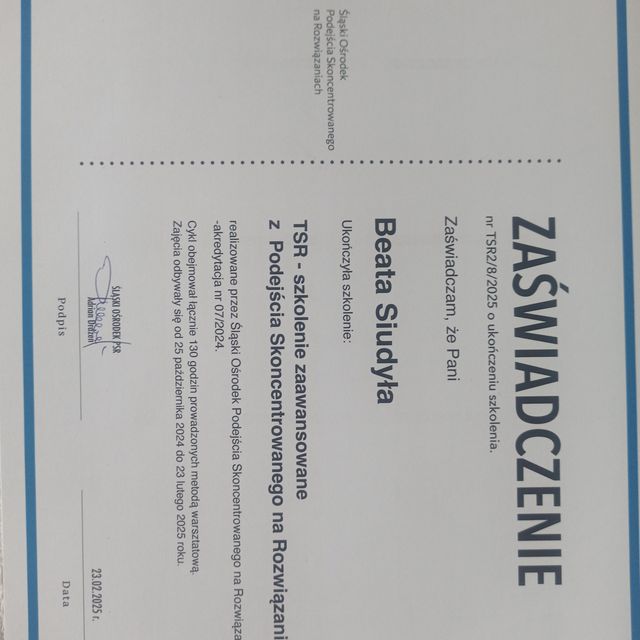 ZAŚWIADCZENIE
nr TSR2/8/2025 o ukończeniu szkolenia.
Zaświadczam, że Pani
Beata Siudyła
Ukończyła szkolenie:
Śląski Ośrodek
Podejścia Skoncentrowanego
na Rozwiązaniach
TSR - szkolenie zaawansowane
z Podejścia Skoncentrowanego na Rozwiązani
realizowane przez Śląski Ośrodek Podejścia Skoncentrowanego na Rozwiąza
-akredytacja nr 07/2024.
Cykl obejmował łącznie 130 godzin prowadzonych metodą warsztatową.
Zajęcia odbywały się od 25 października 2024 do 23 lutego 2025 roku.
ŚLĄSKI OŚRODEK PSR
Adrian
23.02.2025 r.
Podpis
Data